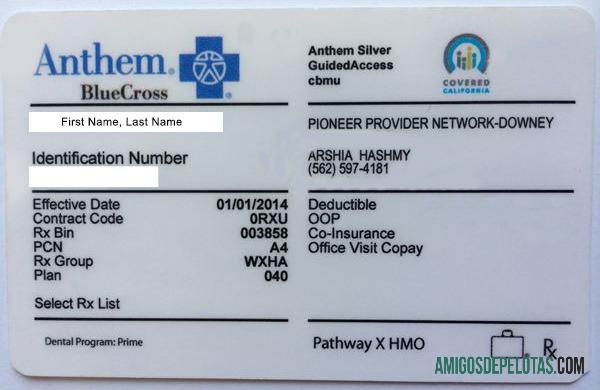 Anthem.®
BlueCross
®
First Name, Last Name
Identification Number
Effective Date 01/01/2014
Contract Code 0RXU
Rx Bin 003858
PCN A4
Rx Group WXHA
Plan 040
Select Rx List
Dental Program: Prime
Anthem Silver
GuidedAccess
cbmu
COVERED
CALIFORNIA
PIONEER PROVIDER NETWORK-DOWNEY
ARSHIA HASHMY
(562) 597-4181
Deductible
OOP
Co-Insurance
Office Visit Copay
Pathway X HMO
® Rx
AMIGOSDEPELOTAS.COM